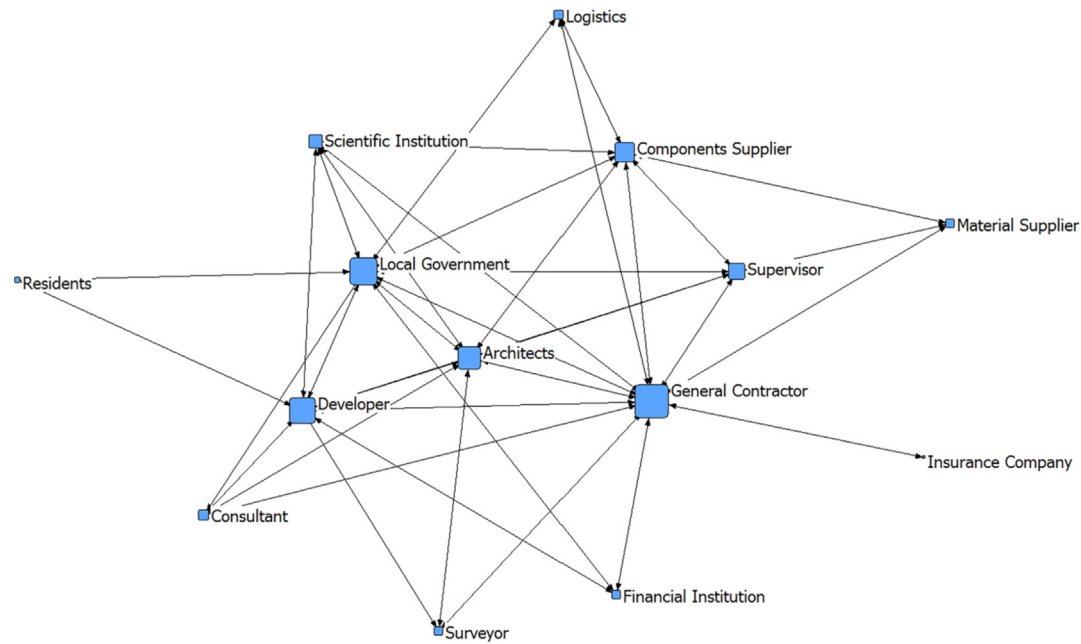 Logistics
Scientific Institution
Components Supplier
Material Supplier
Local Government
Supervisor
Residents
Architects
General Contractor
Developer
Insurance Company
Consultant
Financial Institution
Surveyor